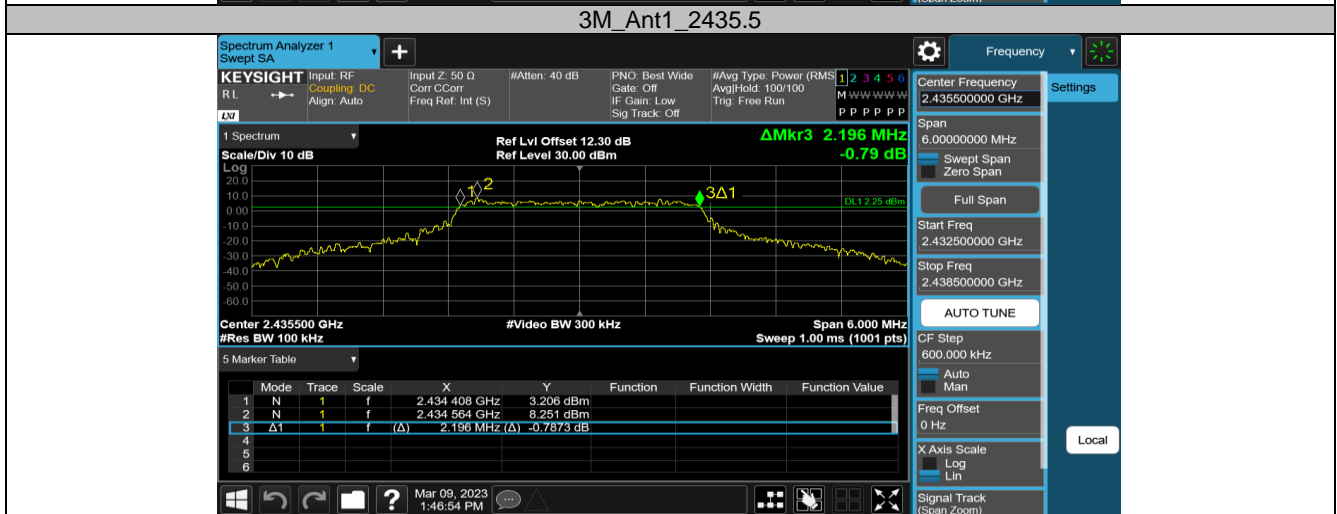 (Span Zoom)
3M_Ant1_2435.5
Spectrum Analyzer 1
Swept SA
Frequency
KEYSIGHT Input: RF Input Z: 50 Ω #Atten: 40 dB PNO: Best Wide #Avg Type: Power (RMS 1 2 3 4 5 6
RL Coupling: DC Corr CCorr Gate: Off Avg|Hold: 100/100 M W W W W W
Align: Auto Freq Ref: Int (S) IF Gain: Low Trig: Free Run
LXI Sig Track: Off P P P P P P
Center Frequency
2.435500000 GHz
Settings
1 Spectrum
Ref Lvl Offset 12.30 dB ΔMkr3 2.196 MHz
Scale/Div 10 dB Ref Level 30.00 dBm -0.79 dB
Log
20.0
10.0
0.00
-10.0
-20.0
-30.0
-40.0
-50.0
-60.0
1 2 3Δ1
DL1 2.25 dBm
Center 2.435500 GHz #Video BW 300 kHz Span 6.000 MHz
#Res BW 100 kHz Sweep 1.00 ms (1001 pts)
5 Marker Table
Mode Trace Scale X Y Function Function Width Function Value
1 N 1 f 2.434 408 GHz 3.206 dBm
2 N 1 f 2.434 564 GHz 8.251 dBm
3 Δ1 1 f (Δ) 2.196 MHz (Δ) -0.7873 dB
4
5
6
Span
6.00000000 MHz
Swept Span
Zero Span
Full Span
Start Freq
2.432500000 GHz
Stop Freq
2.438500000 GHz
AUTO TUNE
CF Step
600.000 kHz
Auto
Man
Freq Offset
0 Hz
X Axis Scale
Log
Lin
Local
Signal Track
(Span Zoom)
? Mar 09, 2023
1:46:54 PM